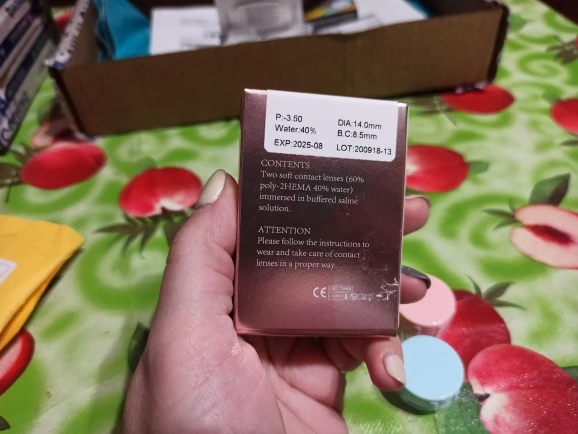 P:-3.50 DIA:14.0mm
Water:40% B.C:8.5mm
EXP:2025-08 LOT:200918-13
CONTENTS
Two soft contact lenses (60%
poly-2HEMA 40% water)
immersed in buffered saline
solution.
ATTENTION
Please follow the instructions to
wear and take care of contact
lenses in a proper way.
CE